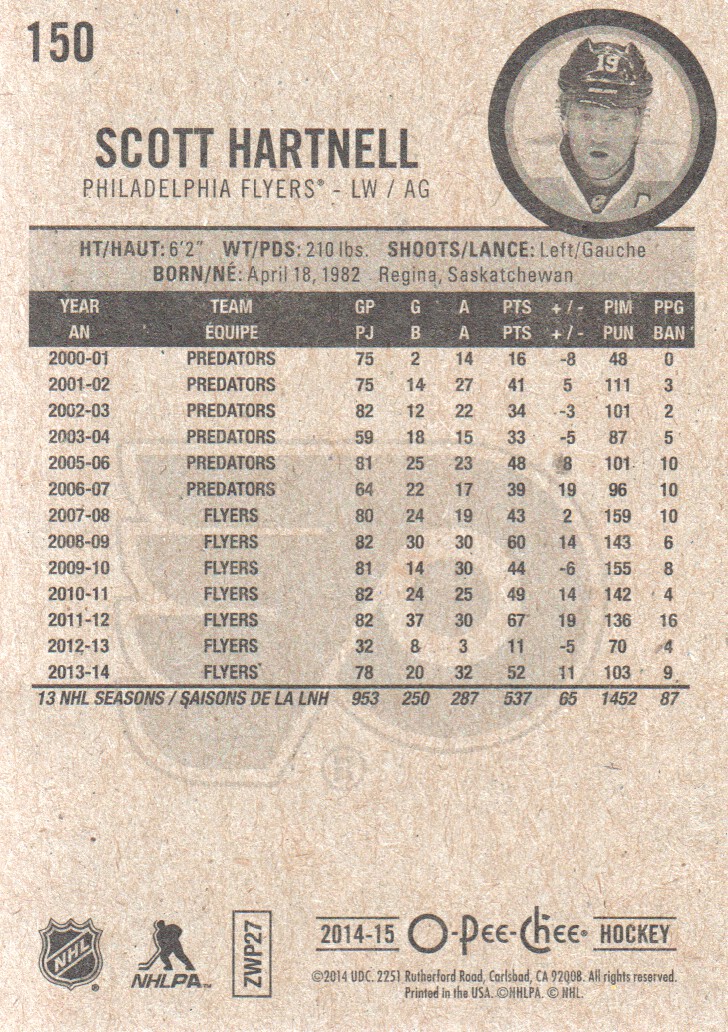 150
19
SCOTT HARTNELL
PHILADELPHIA FLYERS® - LW / AG
HT/HAUT: 6'2" WT/PDS: 210 lbs. SHOOTS/LANCE: Left/Gauche
BORN/NÉ: April 18, 1982 Regina, Saskatchewan
YEAR TEAM GP G A PTS +/- PIM PPG
AN ÉQUIPE PJ B A PTS +/- PUN BAN
2000-01 PREDATORS 75 2 14 16 -8 48 0
2001-02 PREDATORS 75 14 27 41 5 111 3
2002-03 PREDATORS 82 12 22 34 -3 101 2
2003-04 PREDATORS 59 18 15 33 -5 87 5
2005-06 PREDATORS 81 25 23 48 8 101 10
2006-07 PREDATORS 64 22 17 39 19 96 10
2007-08 FLYERS 80 24 19 43 2 159 10
2008-09 FLYERS 82 30 30 60 14 143 6
2009-10 FLYERS 81 14 30 44 -6 155 8
2010-11 FLYERS 82 24 25 49 14 142 4
2011-12 FLYERS 82 37 30 67 19 136 16
2012-13 FLYERS 32 8 3 11 -5 70 4
2013-14 FLYERS 78 20 32 52 11 103 9
13 NHL SEASONS / SAISONS DE LA LNH 953 250 287 537 65 1452 87
®
NHL ®
NHLPA™
ZWP27
2014-15 O-Pee-Chee® HOCKEY
©2014 UDC. 2251 Rutherford Road, Carlsbad, CA 92008. All rights reserved.
Printed in the USA. ©NHLPA. © NHL.